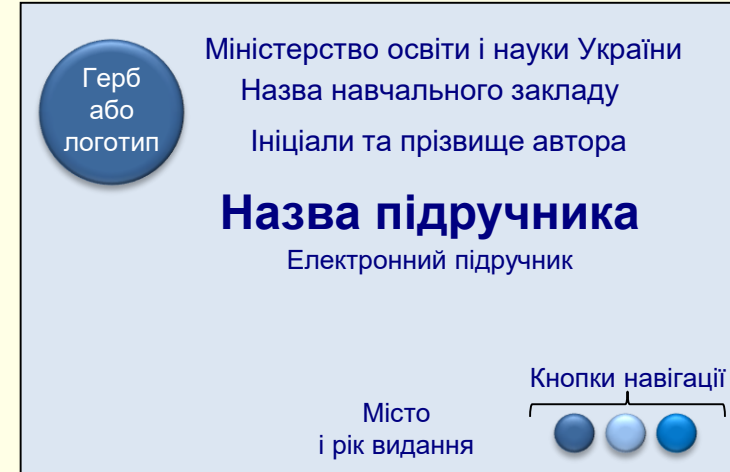 Герб
або
логотип
Міністерство освіти і науки України
Назва навчального закладу
Ініціали та прізвище автора
Назва підручника
Електронний підручник
Кнопки навігації
Місто
і рік видання